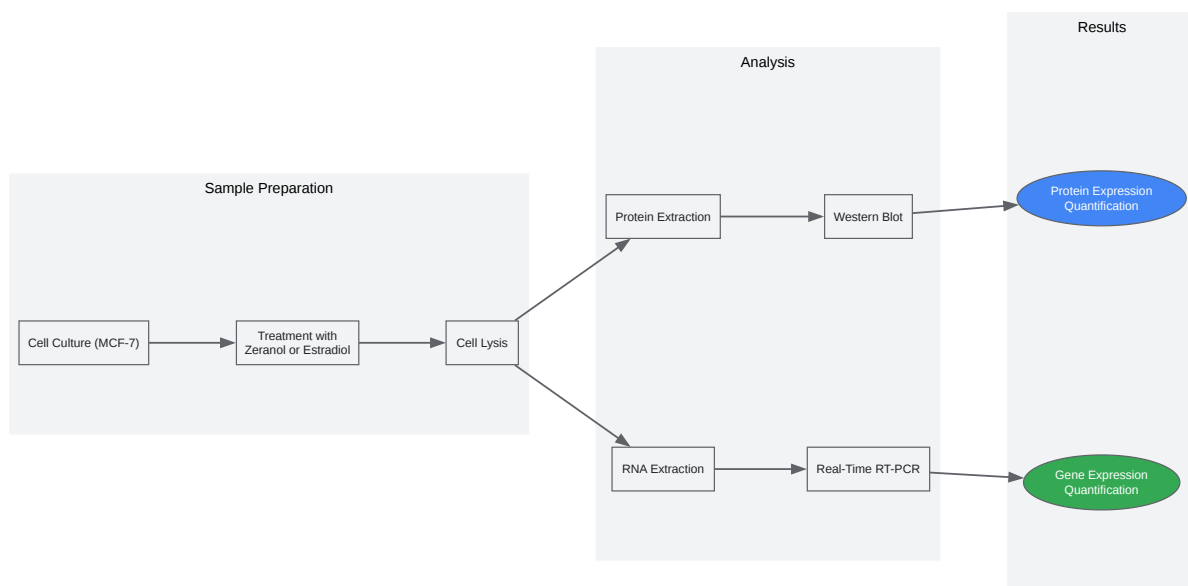 Results
Analysis
Sample Preparation
Protein Expression
Quantification
Protein Extraction
Western Blot
Cell Culture (MCF-7)
Treatment with
Zeranol or Estradiol
Cell Lysis
RNA Extraction
Real-Time RT-PCR
Gene Expression
Quantification